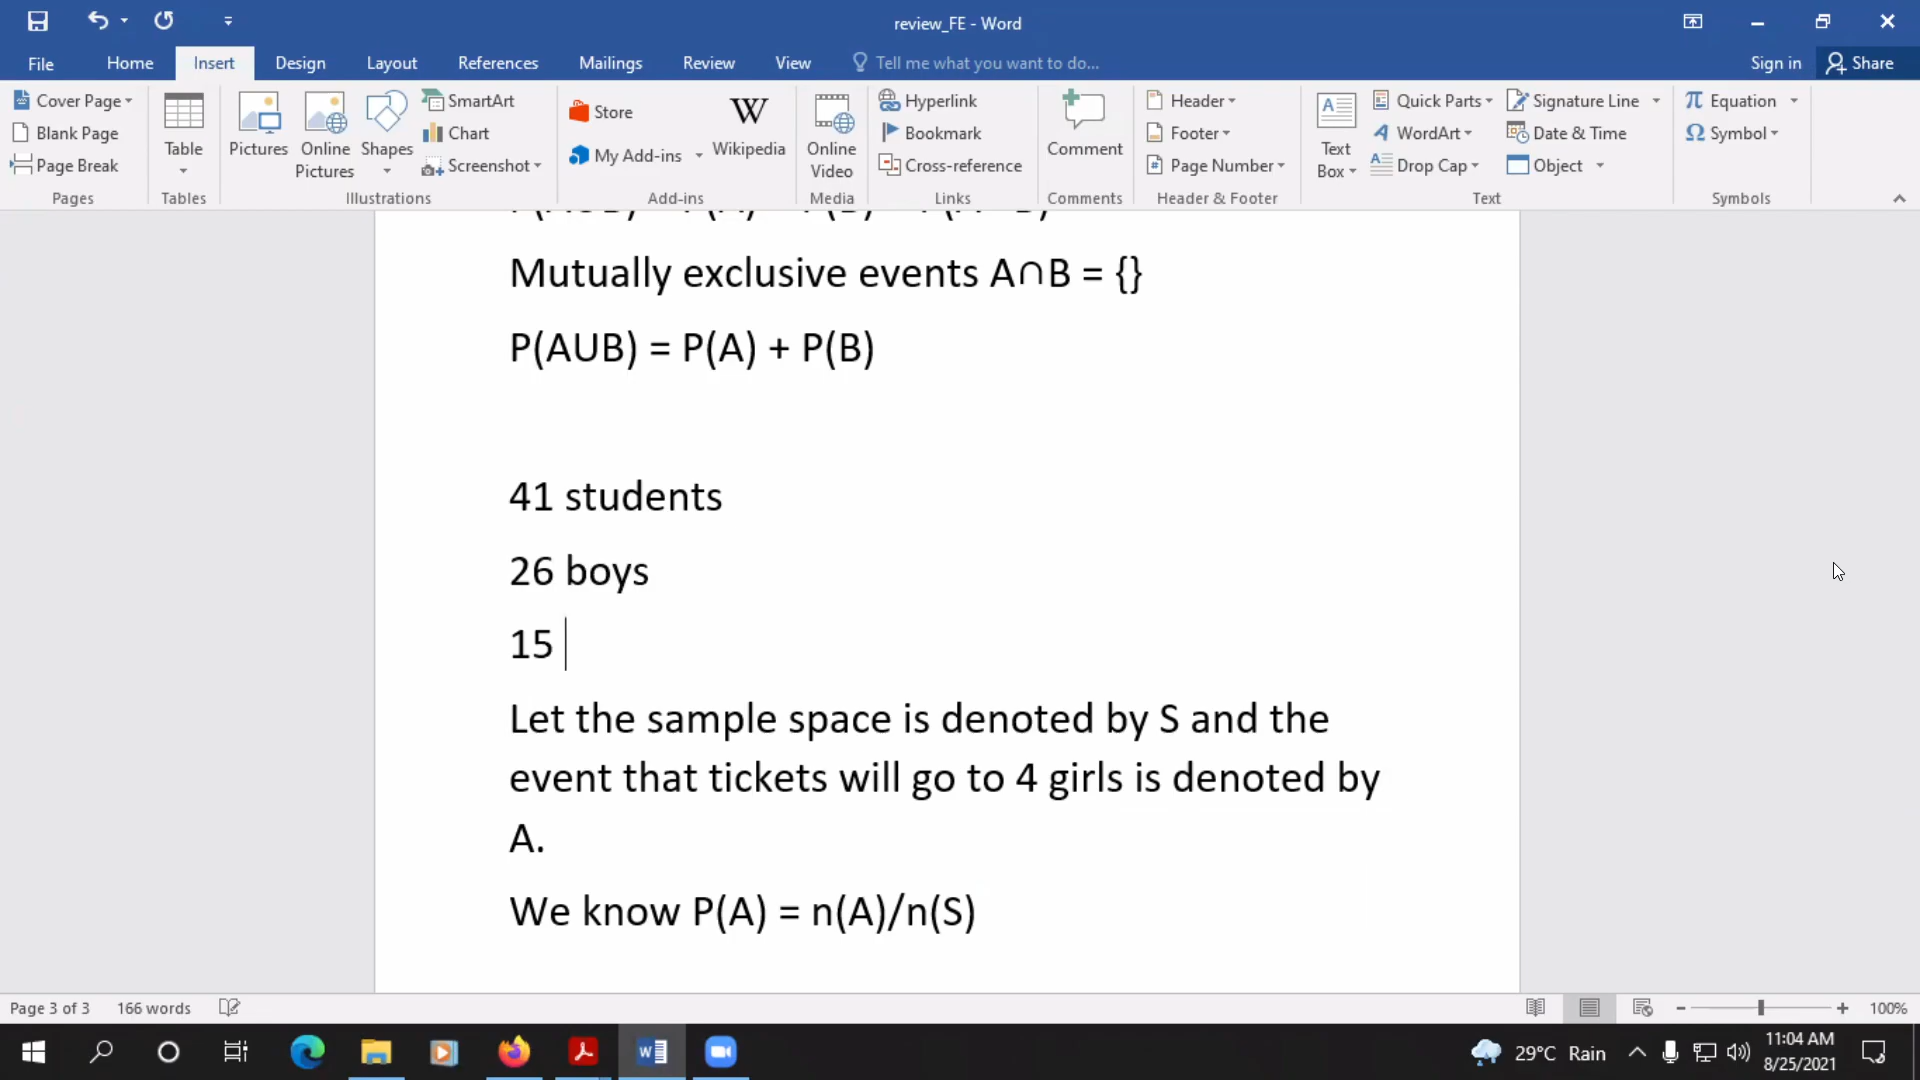 review_FE - Word
File Home Insert Design Layout References Mailings Review View Tell me what you want to do... Sign in Share
Cover Page
Blank Page
Page Break
Pages
Table
Tables
Pictures
Online Pictures
Shapes
SmartArt
Chart
Screenshot
Illustrations
Store
My Add-ins
Wikipedia
Add-ins
Online Video
Media
Hyperlink
Bookmark
Cross-reference
Links
Comment
Comments
Header
Footer
Page Number
Header & Footer
Text Box
Quick Parts
WordArt
Drop Cap
Signature Line
Date & Time
Object
Text
Equation
Symbol
Symbols
Mutually exclusive events A∩B = {}
P(AUB) = P(A) + P(B)
41 students
26 boys
15
Let the sample space is denoted by S and the
event that tickets will go to 4 girls is denoted by
A.
We know P(A) = n(A)/n(S)
Page 3 of 3 166 words 100%
29°C Rain 11:04 AM
8/25/2021